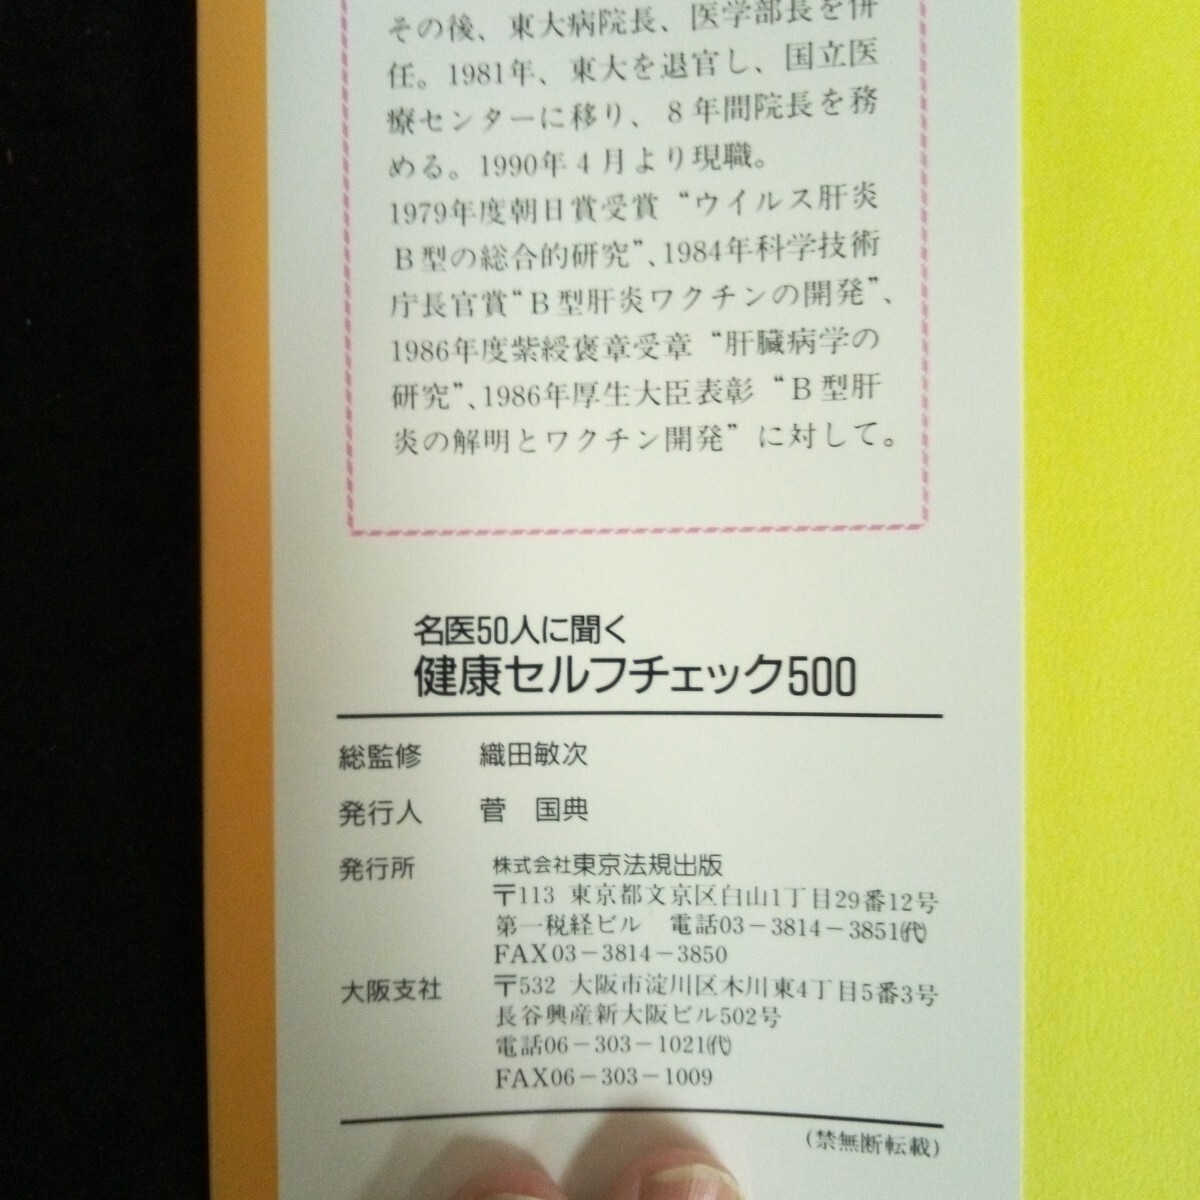 その後、東大病院長、医学部長を併
任。1981年、東大を退官し、国立医
療センターに移り、8年間院長を務
める。1990年4月より現職。
1979年度朝日賞受賞“ウイルス肝炎
B型の総合的研究”、1984年科学技術
庁長官賞“B型肝炎ワクチンの開発”、
1986年度紫綬褒章受章“肝臓病学の
研究”、1986年厚生大臣表彰“B型肝
炎の解明とワクチン開発”に対して。
名医50人に聞く
健康セルフチェック500
総監修 織田敏次
発行人 菅 国典
発行所 株式会社東京法規出版
〒113 東京都文京区白山1丁目29番12号
第一税経ビル 電話03-3814-3851㈹
FAX03-3814-3850
大阪支社 〒532 大阪市淀川区木川東4丁目5番3号
長谷興産新大阪ビル502号
電話06-303-1021㈹
FAX06-303-1009
(禁無断転載)